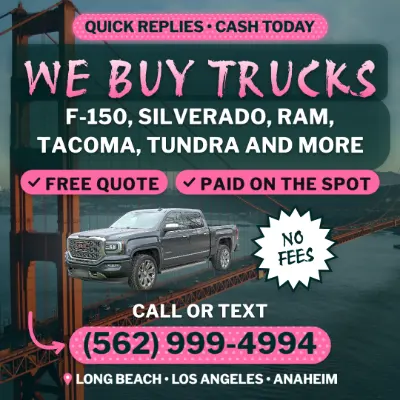 QUICK REPLIES • CASH TODAY
WE BUY TRUCKS
F-150, SILVERADO, RAM,
TACOMA, TUNDRA AND MORE
✓ FREE QUOTE ✓ PAID ON THE SPOT
NO
FEES
CALL OR TEXT
(562) 999-4994
LONG BEACH • LOS ANGELES • ANAHEIM